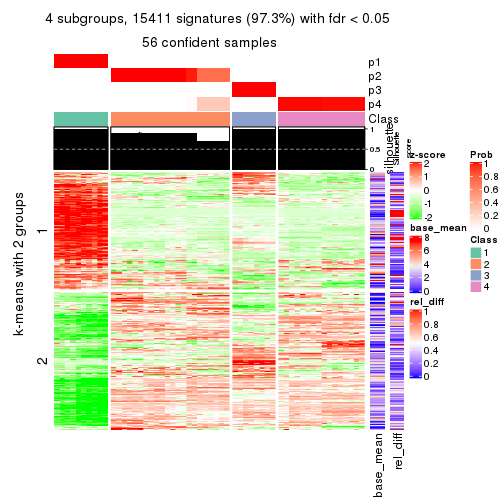 4 subgroups, 15411 signatures (97.3%) with fdr < 0.05
56 confident samples
p1
p2
p3
p4
Class
1
0.5
0
silhouette
Silhouette
score
k-means with 2 groups
1
2
base_mean
rel_diff
z-score
2
1
0
-1
-2
base_mean
8
6
4
2
0
rel_diff
1
0.8
0.6
0.4
0.2
0
Prob
1
0.8
0.6
0.4
0.2
0
Class
1
2
3
4